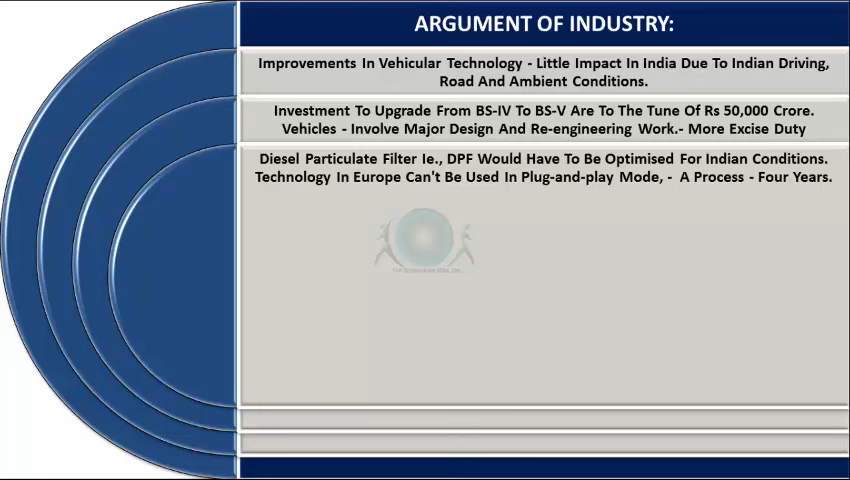 ARGUMENT OF INDUSTRY:
Improvements In Vehicular Technology - Little Impact In India Due To Indian Driving,
Road And Ambient Conditions.
Investment To Upgrade From BS-IV To BS-V Are To The Tune Of Rs 50,000 Crore.
Vehicles - Involve Major Design And Re-engineering Work.- More Excise Duty
Diesel Particulate Filter Ie., DPF Would Have To Be Optimised For Indian Conditions.
Technology In Europe Can't Be Used In Plug-and-play Mode, - A Process - Four Years.